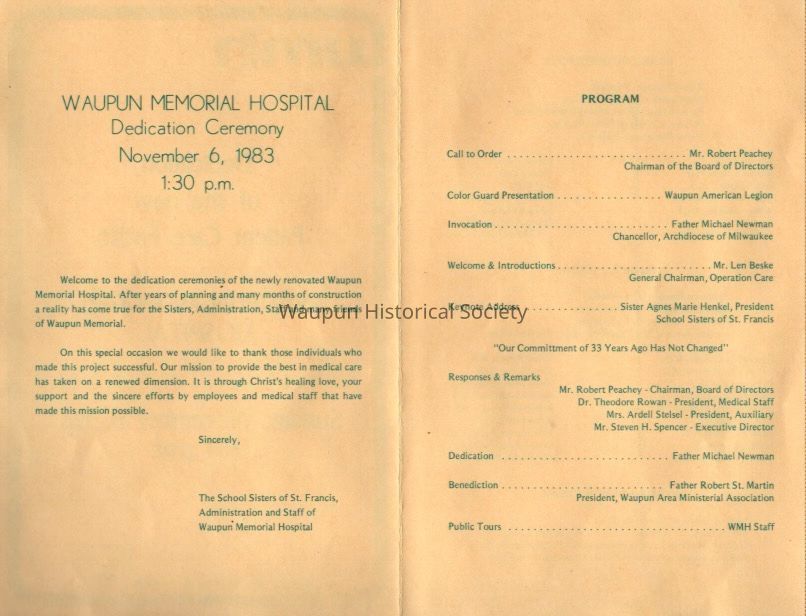 WAUPUN MEMORIAL HOSPITAL
Dedication Ceremony
November 6, 1983
1:30 p.m.
Welcome to the dedication ceremonies of the newly renovated Waupun
Memorial Hospital. After years of planning and many months of construction
a reality has come true for the Sisters, Administration, Staff and many friends
of Waupun Memorial.
On this special occasion we would like to thank those individuals who
made this project successful. Our mission to provide the best in medical care
has taken on a renewed dimension. It is through Christ's healing love, your
support and the sincere efforts by employees and medical staff that have
made this mission possible.
Sincerely,
The School Sisters of St. Francis,
Administration and Staff of
Waupun Memorial Hospital
PROGRAM
Call to Order . . . . . . . . . . . . . . . . . . . . . . . . . . . Mr. Robert Peachey
Chairman of the Board of Directors
Color Guard Presentation . . . . . . . . . . . . . . . . Waupun American Legion
Invocation . . . . . . . . . . . . . . . . . . . . . . . . . . Father Michael Newman
Chancellor, Archdiocese of Milwaukee
Welcome & Introductions . . . . . . . . . . . . . . . . . . . . . . . Mr. Len Beske
General Chairman, Operation Care
Keynote Address . . . . . . . . . . . . . . . Sister Agnes Marie Henkel, President
School Sisters of St. Francis
"Our Committment of 33 Years Ago Has Not Changed"
Responses & Remarks
Mr. Robert Peachey - Chairman, Board of Directors
Dr. Theodore Rowan - President, Medical Staff
Mrs. Ardell Stelsel - President, Auxiliary
Mr. Steven H. Spencer - Executive Director
Dedication . . . . . . . . . . . . . . . . . . . . . . . . . Father Michael Newman
Benediction . . . . . . . . . . . . . . . . . . . . . . . . Father Robert St. Martin
President, Waupun Area Ministerial Association
Public Tours . . . . . . . . . . . . . . . . . . . . . . . . . . . . . . . . . WMH Staff
Waupun Historical Society